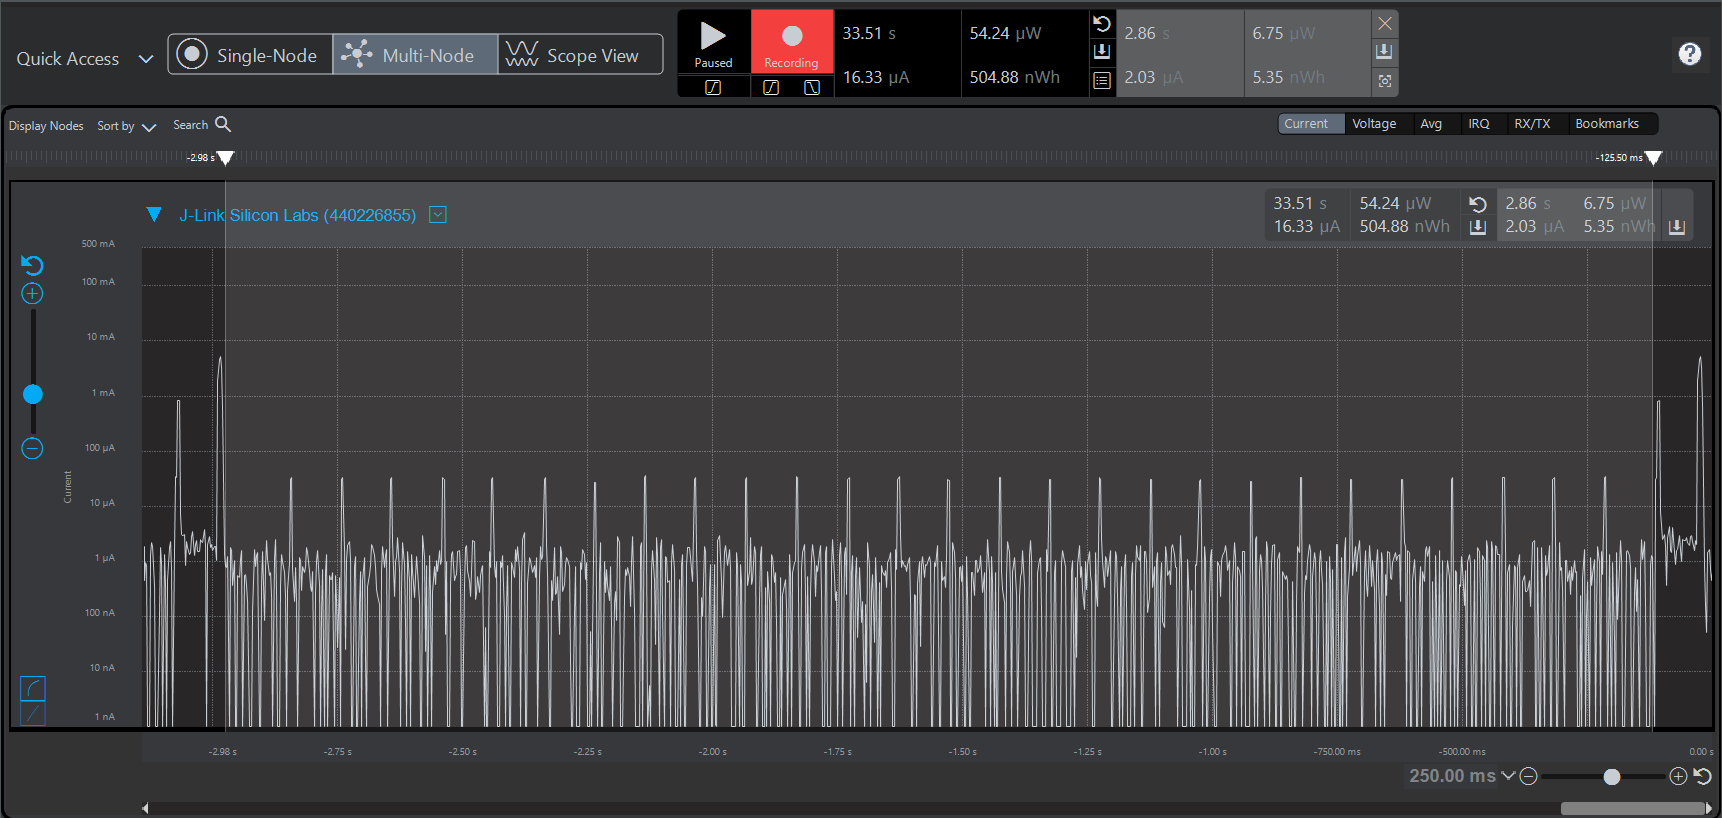 Quick Access
Single-Node
Multi-Node
Scope View
Paused
Recording
33.51 s
54.24 µW
16.33 µA
504.88 nWh
2.86 s
6.75 µW
2.03 µA
5.35 nWh
?
Display Nodes
Sort by
Search
Current
Voltage
Avg
IRQ
RX/TX
Bookmarks
-2.98 s
-125.50 ms
J-Link Silicon Labs (440226855)
33.51 s
54.24 µW
2.86 s
6.75 µW
16.33 µA
504.88 nWh
2.03 µA
5.35 nWh
500 mA
100 mA
10 mA
1 mA
100 µA
10 µA
1 µA
100 nA
10 nA
1 nA
Current
-2.98 s
-2.75 s
-2.50 s
-2.25 s
-2.00 s
-1.75 s
-1.50 s
-1.25 s
-1.00 s
-750.00 ms
-500.00 ms
0.00 s
250.00 ms